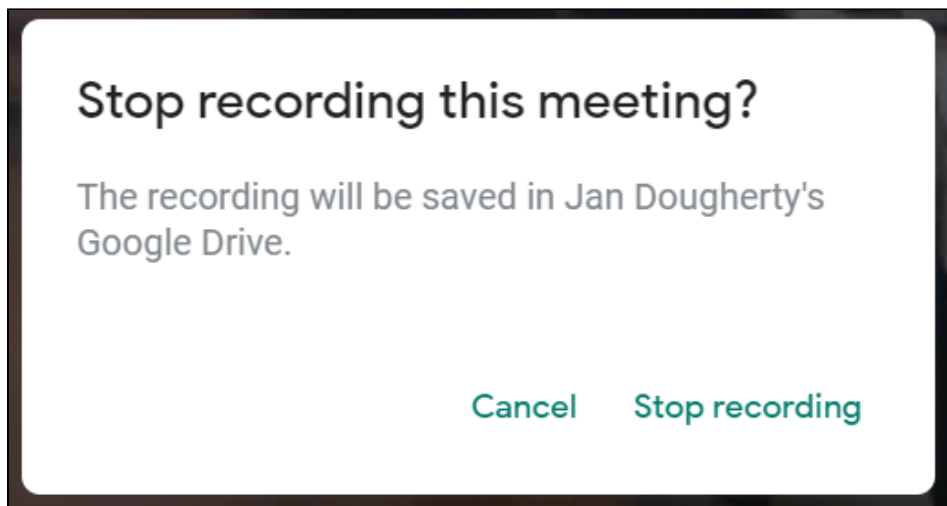 Stop recording this meeting?
The recording will be saved in Jan Dougherty's
Google Drive.
Cancel Stop recording